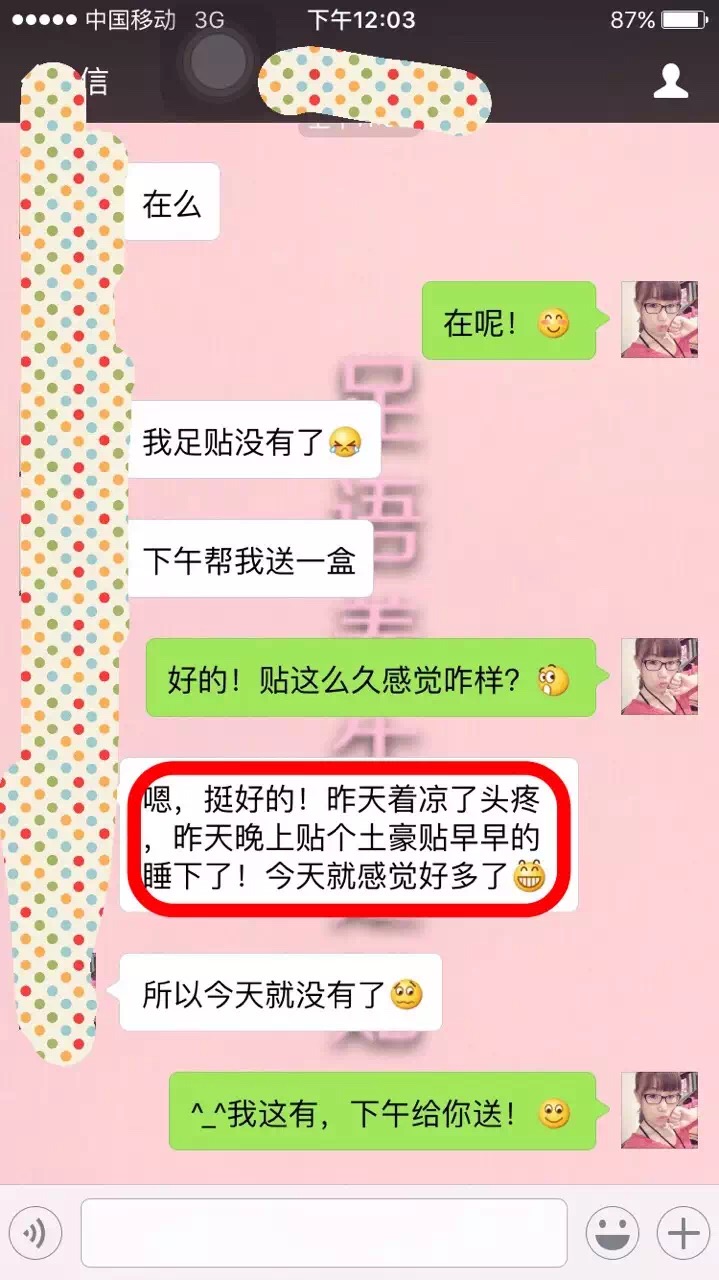 中国移动 3G 下午12:03 87%
信
在么
在呢！😊
我足贴没有了😹
下午帮我送一盒
好的！贴这么久感觉咋样？
嗯，挺好的！昨天着凉了头疼
，昨天晚上贴个土豪贴早早的
睡下了！今天就感觉好多了😁
所以今天就没有了
^_^我这有，下午给你送！🙂
足语养生